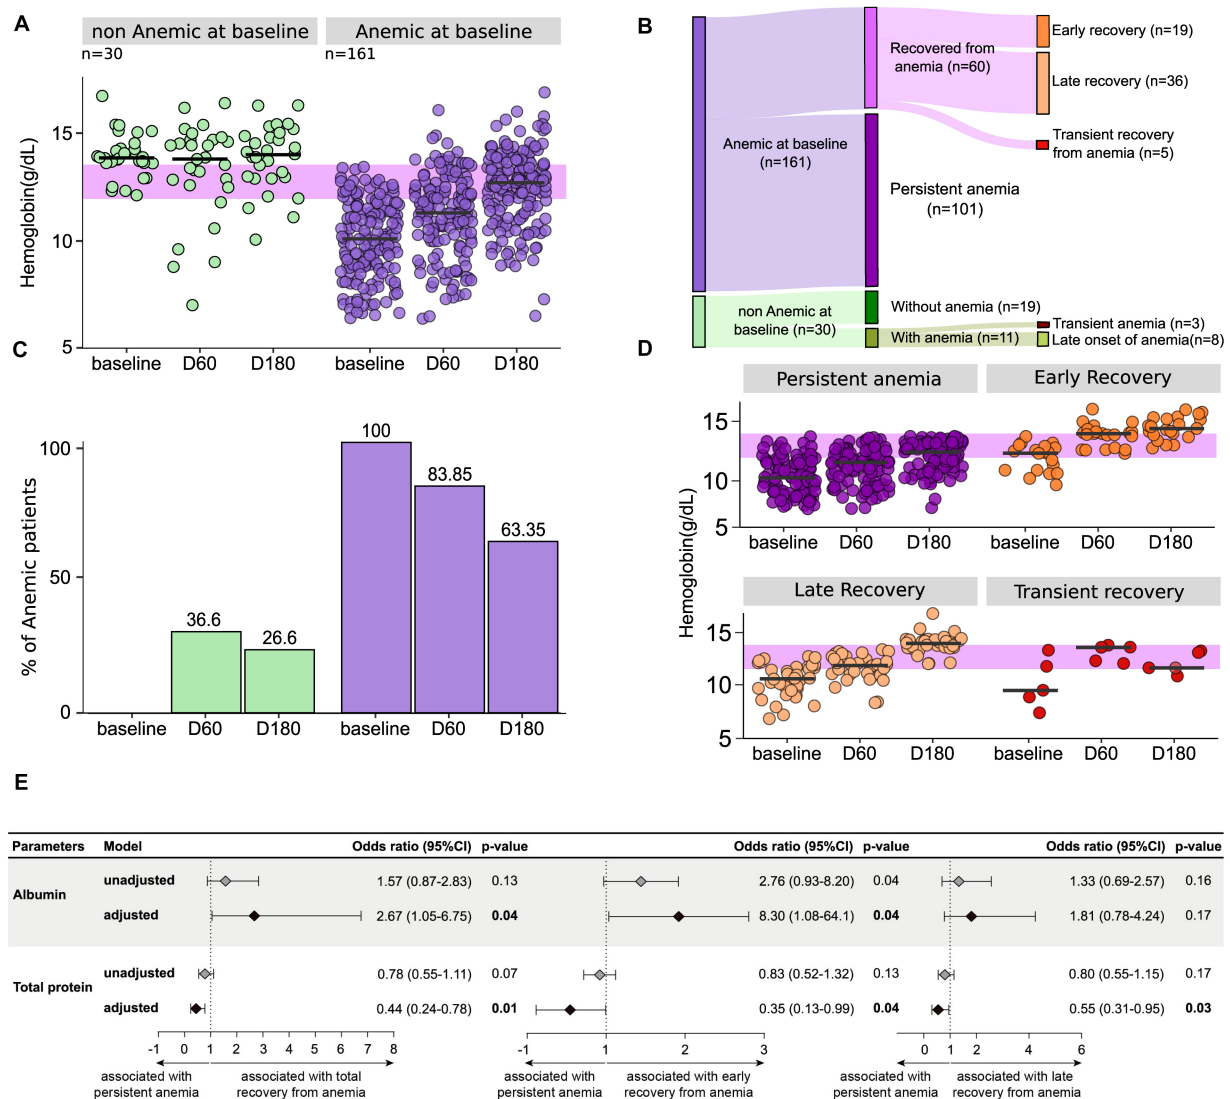 A
non Anemic at baseline
Anemic at baseline
n=30
n=161
Hemoglobin(g/dL)
15
10
5
baseline
D60
D180
baseline
D60
D180
B
Anemic at baseline
(n=161)
non Anemic at
baseline (n=30)
Recovered from
anemia (n=60)
Persistent anemia
(n=101)
Without anemia (n=19)
With anemia (n=11)
Early recovery (n=19)
Late recovery (n=36)
Transient recovery
from anemia (n=5)
Transient anemia (n=3)
Late onset of anemia(n=8)
C
% of Anemic patients
100
50
0
36.6
26.6
100
83.85
63.35
baseline
D60
D180
baseline
D60
D180
D
Hemoglobin(g/dL)
Persistent anemia
Early Recovery
15
10
5
baseline
D60
D180
baseline
D60
D180
Late Recovery
Transient recovery
15
10
5
baseline
D60
D180
baseline
D60
D180
E
Parameters Model Odds ratio (95%CI) p-value Odds ratio (95%CI) p-value Odds ratio (95%CI) p-value
Albumin
unadjusted 1.57 (0.87-2.83) 0.13 2.76 (0.93-8.20) 0.04 1.33 (0.69-2.57) 0.16
adjusted 2.67 (1.05-6.75) 0.04 8.30 (1.08-64.1) 0.04 1.81 (0.78-4.24) 0.17
Total protein
unadjusted 0.78 (0.55-1.11) 0.07 0.83 (0.52-1.32) 0.13 0.80 (0.55-1.15) 0.17
adjusted 0.44 (0.24-0.78) 0.01 0.35 (0.13-0.99) 0.04 0.55 (0.31-0.95) 0.03
-1 0 1 2 3 4 5 6 7 8
-1 1 2 3
0 1 2 4 6
associated with
persistent anemia
associated with total
recovery from anemia
associated with
persistent anemia
associated with early
recovery from anemia
associated with
persistent anemia
associated with late
recovery from anemia